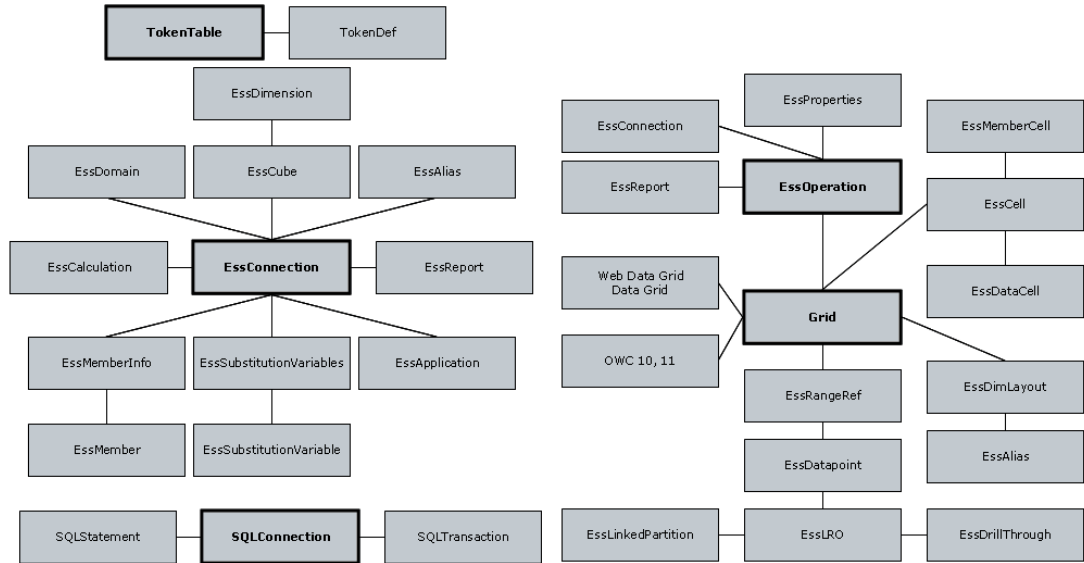 TokenTable
TokenDef
EssDimension
EssDomain
EssCube
EssAlias
EssCalculation
EssConnection
EssReport
EssMemberInfo
EssSubstitutionVariables
EssApplication
EssMember
EssSubstitutionVariable
SQLStatement
SQLConnection
SQLTransaction
EssProperties
EssConnection
EssMemberCell
EssReport
EssOperation
EssCell
Web Data Grid
Data Grid
EssDataCell
Grid
OWC 10, 11
EssRangeRef
EssDimLayout
EssDatapoint
EssAlias
EssLinkedPartition
EssLRO
EssDrillThrough